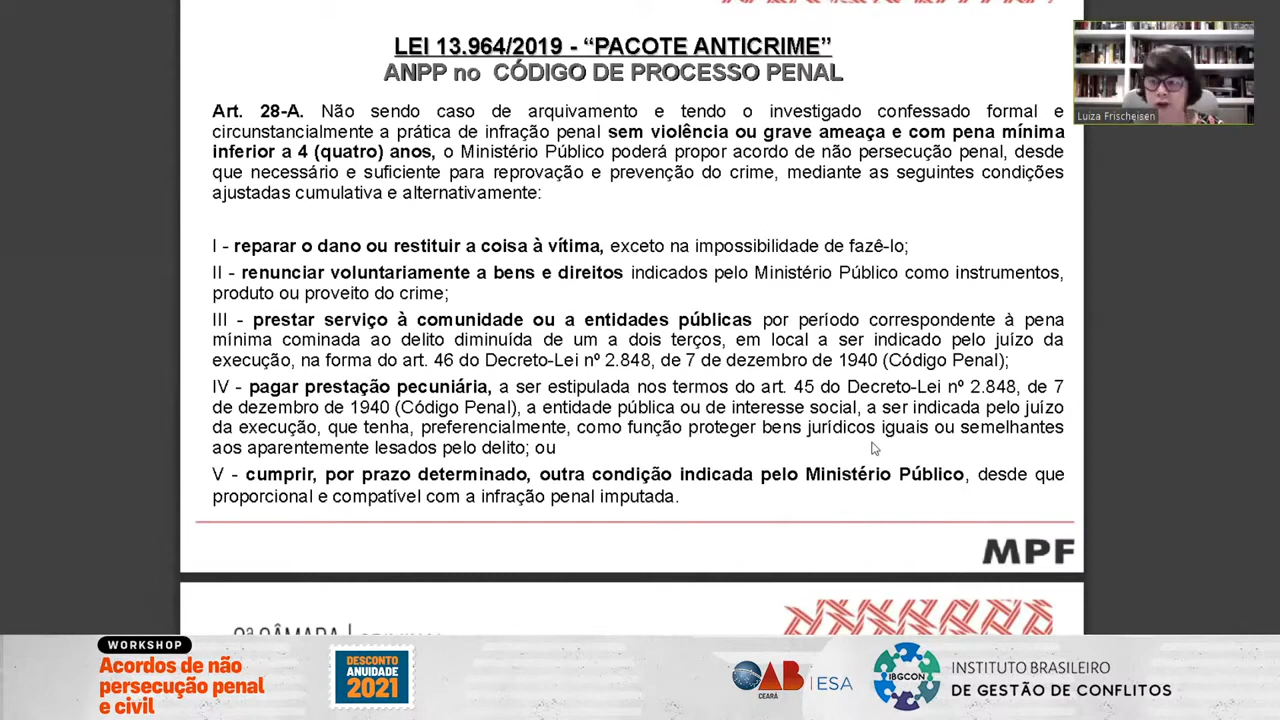 LEI 13.964/2019 - “PACOTE ANTICRIME”
ANPP no CÓDIGO DE PROCESSO PENAL
Art. 28-A. Não sendo caso de arquivamento e tendo o investigado confessado formal e
circunstancialmente a prática de infração penal sem violência ou grave ameaça e com pena mínima
inferior a 4 (quatro) anos, o Ministério Público poderá propor acordo de não persecução penal, desde
que necessário e suficiente para reprovação e prevenção do crime, mediante as seguintes condições
ajustadas cumulativa e alternativamente:
I - reparar o dano ou restituir a coisa à vítima, exceto na impossibilidade de fazê-lo;
II - renunciar voluntariamente a bens e direitos indicados pelo Ministério Público como instrumentos,
produto ou proveito do crime;
III - prestar serviço à comunidade ou a entidades públicas por período correspondente à pena
mínima cominada ao delito diminuída de um a dois terços, em local a ser indicado pelo juízo da
execução, na forma do art. 46 do Decreto-Lei nº 2.848, de 7 de dezembro de 1940 (Código Penal);
IV - pagar prestação pecuniária, a ser estipulada nos termos do art. 45 do Decreto-Lei nº 2.848, de 7
de dezembro de 1940 (Código Penal), a entidade pública ou de interesse social, a ser indicada pelo juízo
da execução, que tenha, preferencialmente, como função proteger bens jurídicos iguais ou semelhantes
aos aparentemente lesados pelo delito; ou
V - cumprir, por prazo determinado, outra condição indicada pelo Ministério Público, desde que
proporcional e compatível com a infração penal imputada.
MPF
Luiza Frischeisen
WORKSHOP
Acordos de não
persecução penal
e civil
DESCONTO
ANUIDADE
2021
OAB | ESA
CEARÁ
IBGCON
INSTITUTO BRASILEIRO
DE GESTÃO DE CONFLITOS